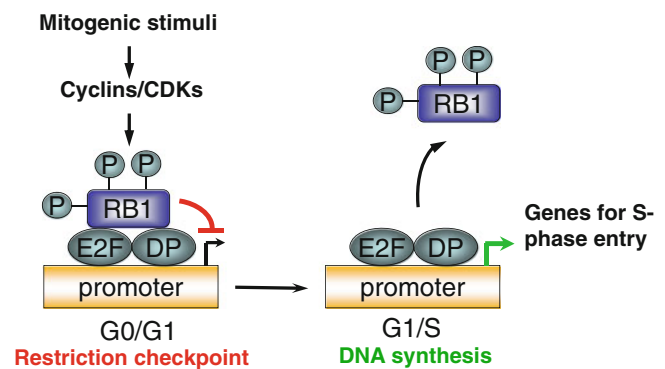 Mitogenic stimuli
Cyclins/CDKs
P P
P
RB1
E2F DP
promoter
G0/G1
Restriction checkpoint
P P
P
RB1
E2F DP
promoter
G1/S
DNA synthesis
Genes for S-
phase entry